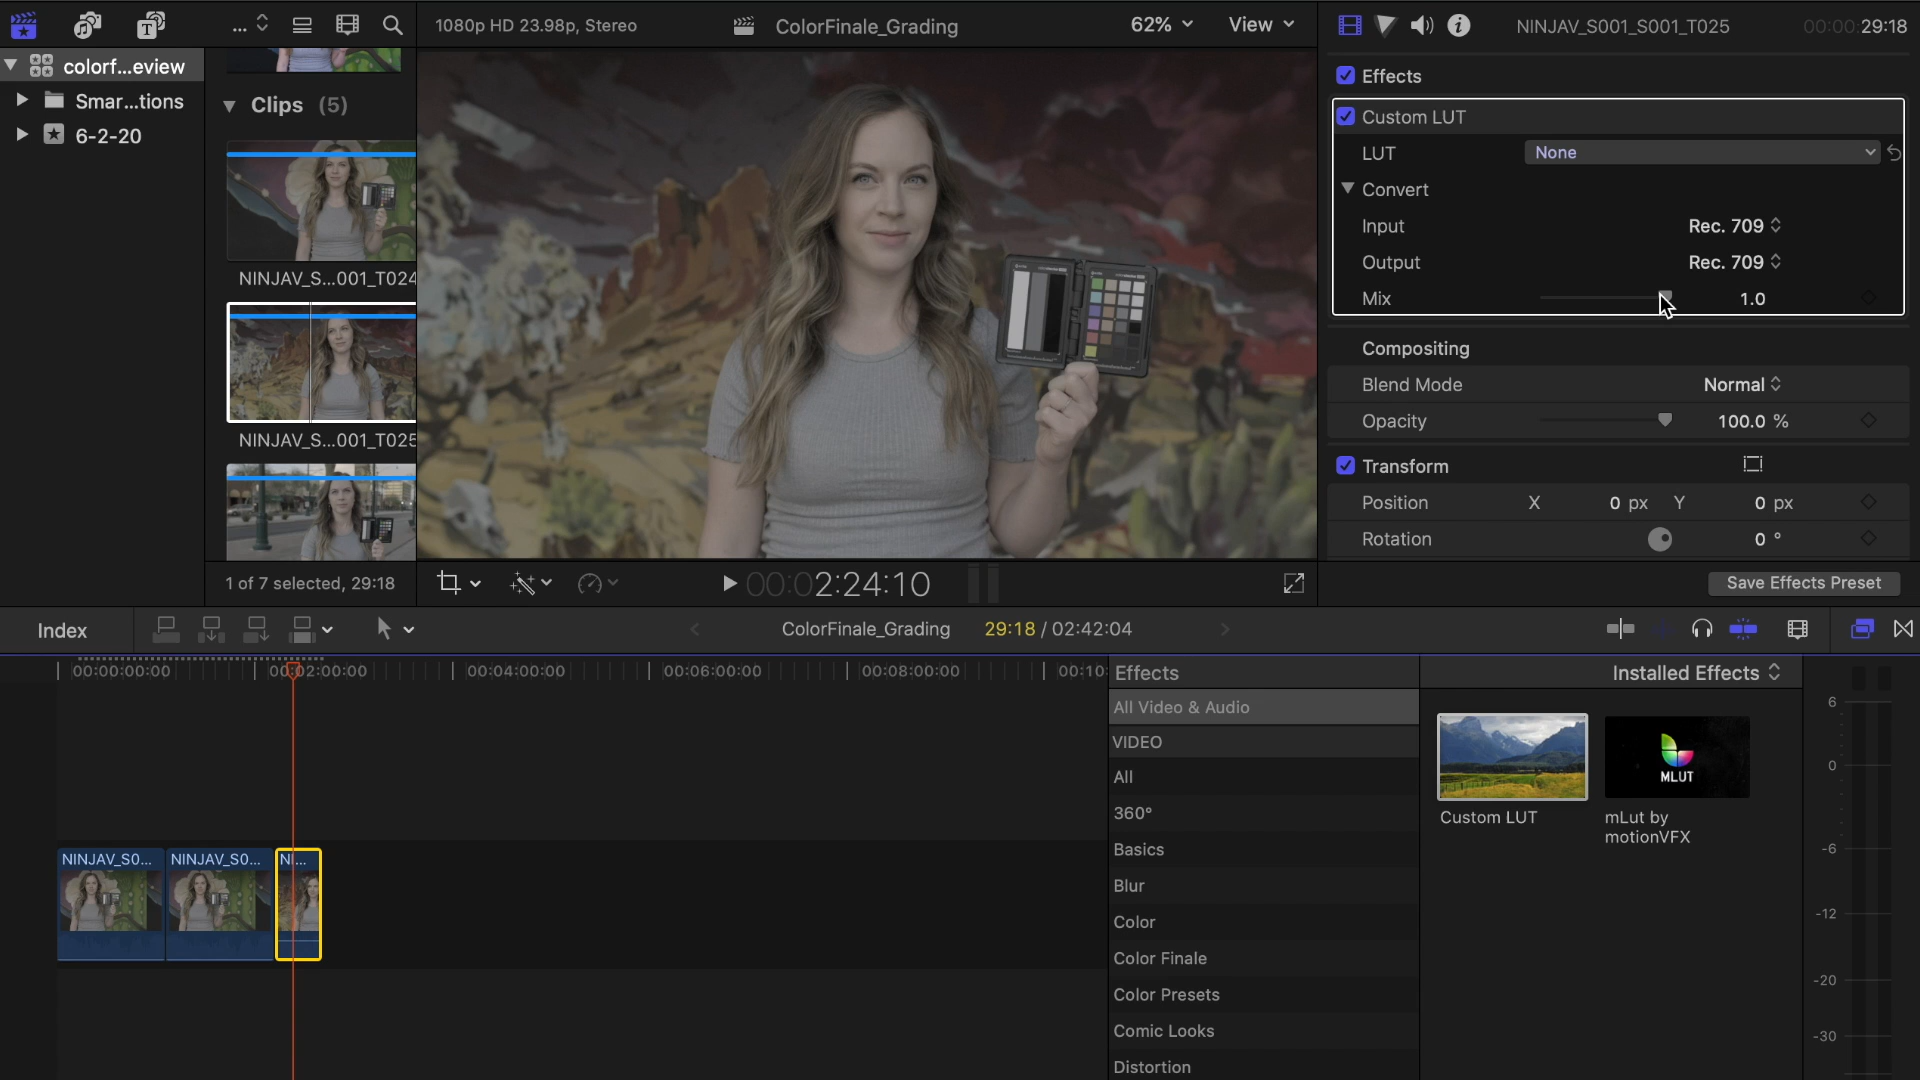 ... 1080p HD 23.98p, Stereo ColorFinale_Grading 62% View NINJAV_S001_S001_T025 00:00:29:18
colorf...eview
Smar...tions
6-2-20
Clips (5)
NINJAV_S...001_T024
NINJAV_S...001_T025
1 of 7 selected, 29:18
00:02:24:10
Effects
Custom LUT
LUT None
Convert
Input Rec. 709
Output Rec. 709
Mix 1.0
Compositing
Blend Mode Normal
Opacity 100.0 %
Transform
Position X 0 px Y 0 px
Rotation 0 °
Save Effects Preset
Index ColorFinale_Grading 29:18 / 02:42:04
00:00:00:00 00:02:00:00 00:04:00:00 00:06:00:00 00:08:00:00 00:10:
NINJAV_S0... NINJAV_S0... NI...
Effects
All Video & Audio
VIDEO
All
360°
Basics
Blur
Color
Color Finale
Color Presets
Comic Looks
Distortion
Installed Effects
MLUT
Custom LUT
mLut by
motionVFX
6
0
-6
-12
-20
-30